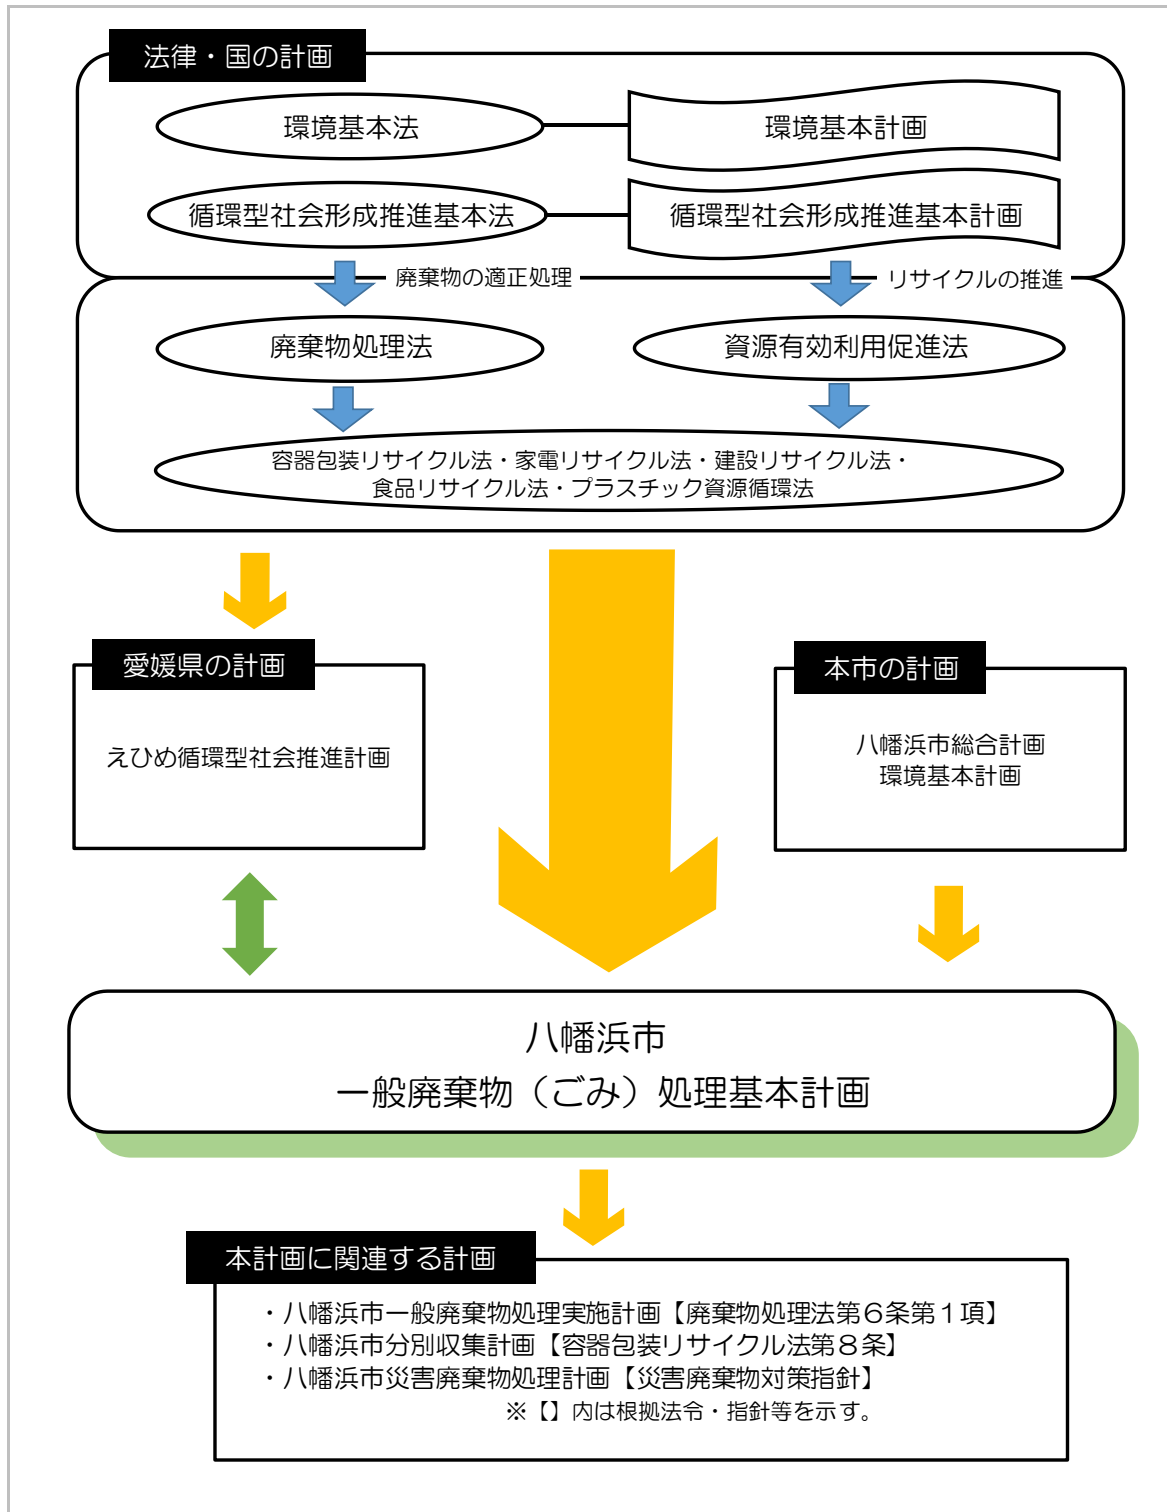 法律・国の計画
環境基本法
環境基本計画
循環型社会形成推進基本法
循環型社会形成推進基本計画
廃棄物の適正処理
リサイクルの推進
廃棄物処理法
資源有効利用促進法
容器包装リサイクル法・家電リサイクル法・建設リサイクル法・
食品リサイクル法・プラスチック資源循環法
愛媛県の計画
えひめ循環型社会推進計画
本市の計画
八幡浜市総合計画
環境基本計画
八幡浜市
一般廃棄物（ごみ）処理基本計画
本計画に関連する計画
・八幡浜市一般廃棄物処理実施計画【廃棄物処理法第６条第１項】
・八幡浜市分別収集計画【容器包装リサイクル法第８条】
・八幡浜市災害廃棄物処理計画【災害廃棄物対策指針】
※【】内は根拠法令・指針等を示す。